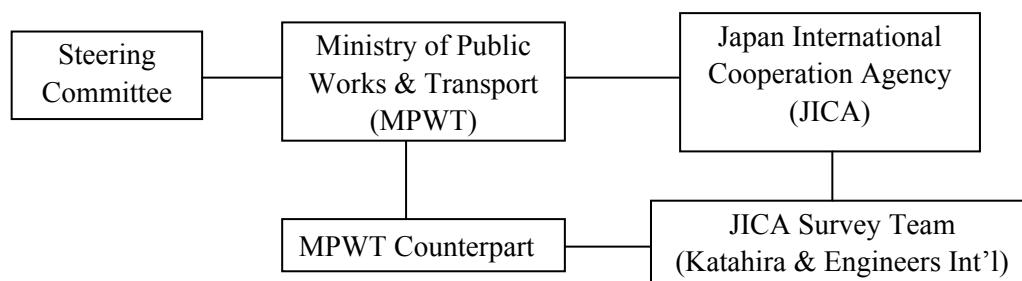 Steering
Committee
Ministry of Public
Works & Transport
(MPWT)
Japan International
Cooperation Agency
(JICA)
MPWT Counterpart
JICA Survey Team
(Katahira & Engineers Int’l)